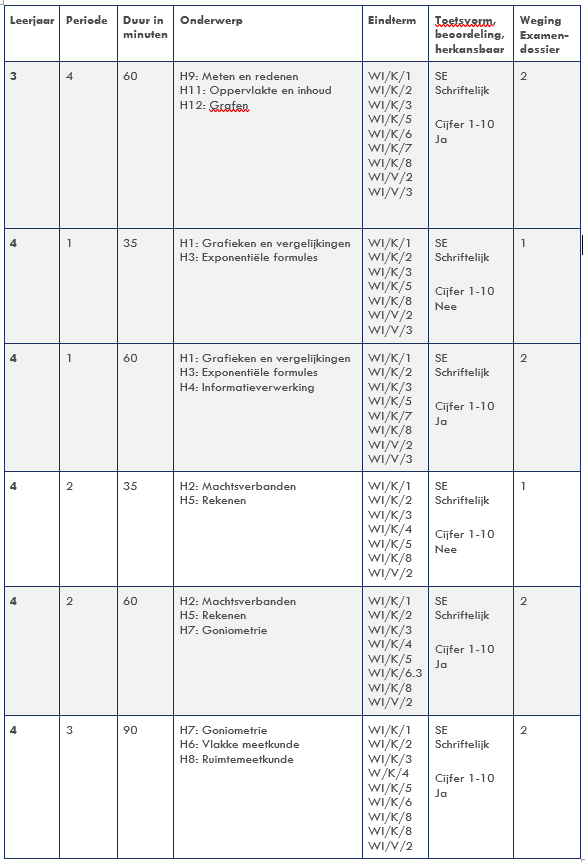 Leerjaar Periode Duur in minuten Onderwerp Eindterm Toetsvorm, beoordeling, herkansbaar Weging Examen-dossier
3 4 60 H9: Meten en redenen WI/K/1 SE 2
H11: Oppervlakte en inhoud WI/K/2 Schriftelijk
H12: Grafen WI/K/3
WI/K/5 Cijfer 1-10
WI/K/6 Ja
WI/K/7
WI/K/8
WI/V/2
WI/V/3
4 1 35 H1: Grafieken en vergelijkingen WI/K/1 SE 1
H3: Exponentiële formules WI/K/2 Schriftelijk
WI/K/3
WI/K/5 Cijfer 1-10
WI/K/8 Nee
WI/V/2
WI/V/3
4 1 60 H1: Grafieken en vergelijkingen WI/K/1 SE 2
H3: Exponentiële formules WI/K/2 Schriftelijk
H4: Informatieverwerking WI/K/3
WI/K/5 Cijfer 1-10
WI/K/7 Ja
WI/K/8
WI/V/2
WI/V/3
4 2 35 H2: Machtsverbanden WI/K/1 SE 1
H5: Rekenen WI/K/2 Schriftelijk
WI/K/3
WI/K/4 Cijfer 1-10
WI/K/5 Nee
WI/K/8
WI/V/2
4 2 60 H2: Machtsverbanden WI/K/1 SE 2
H5: Rekenen WI/K/2 Schriftelijk
H7: Goniometrie WI/K/3
WI/K/4 Cijfer 1-10
WI/K/5 Ja
WI/K/6.3
WI/K/8
WI/V/2
4 3 90 H7: Goniometrie WI/K/1 SE 2
H6: Vlakke meetkunde WI/K/2 Schriftelijk
H8: Ruimtemeetkunde WI/K/3
W/K/4 Cijfer 1-10
WI/K/5 Ja
WI/K/6
WI/K/8
WI/K/8
WI/V/2